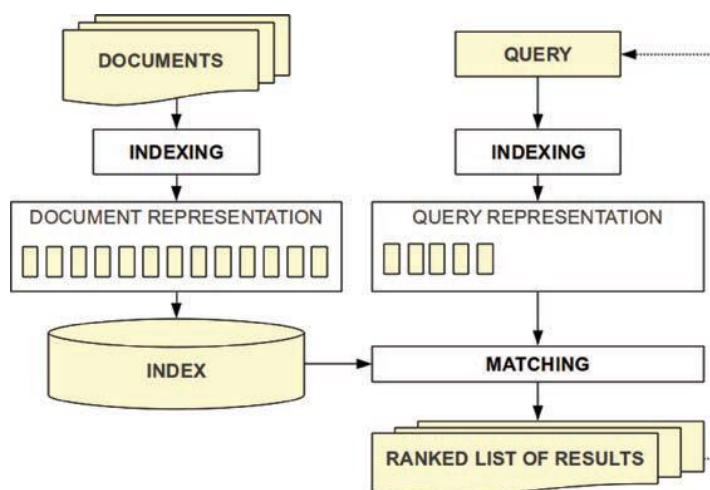 DOCUMENTS
QUERY
INDEXING
INDEXING
DOCUMENT REPRESENTATION
QUERY REPRESENTATION
INDEX
MATCHING
RANKED LIST OF RESULTS